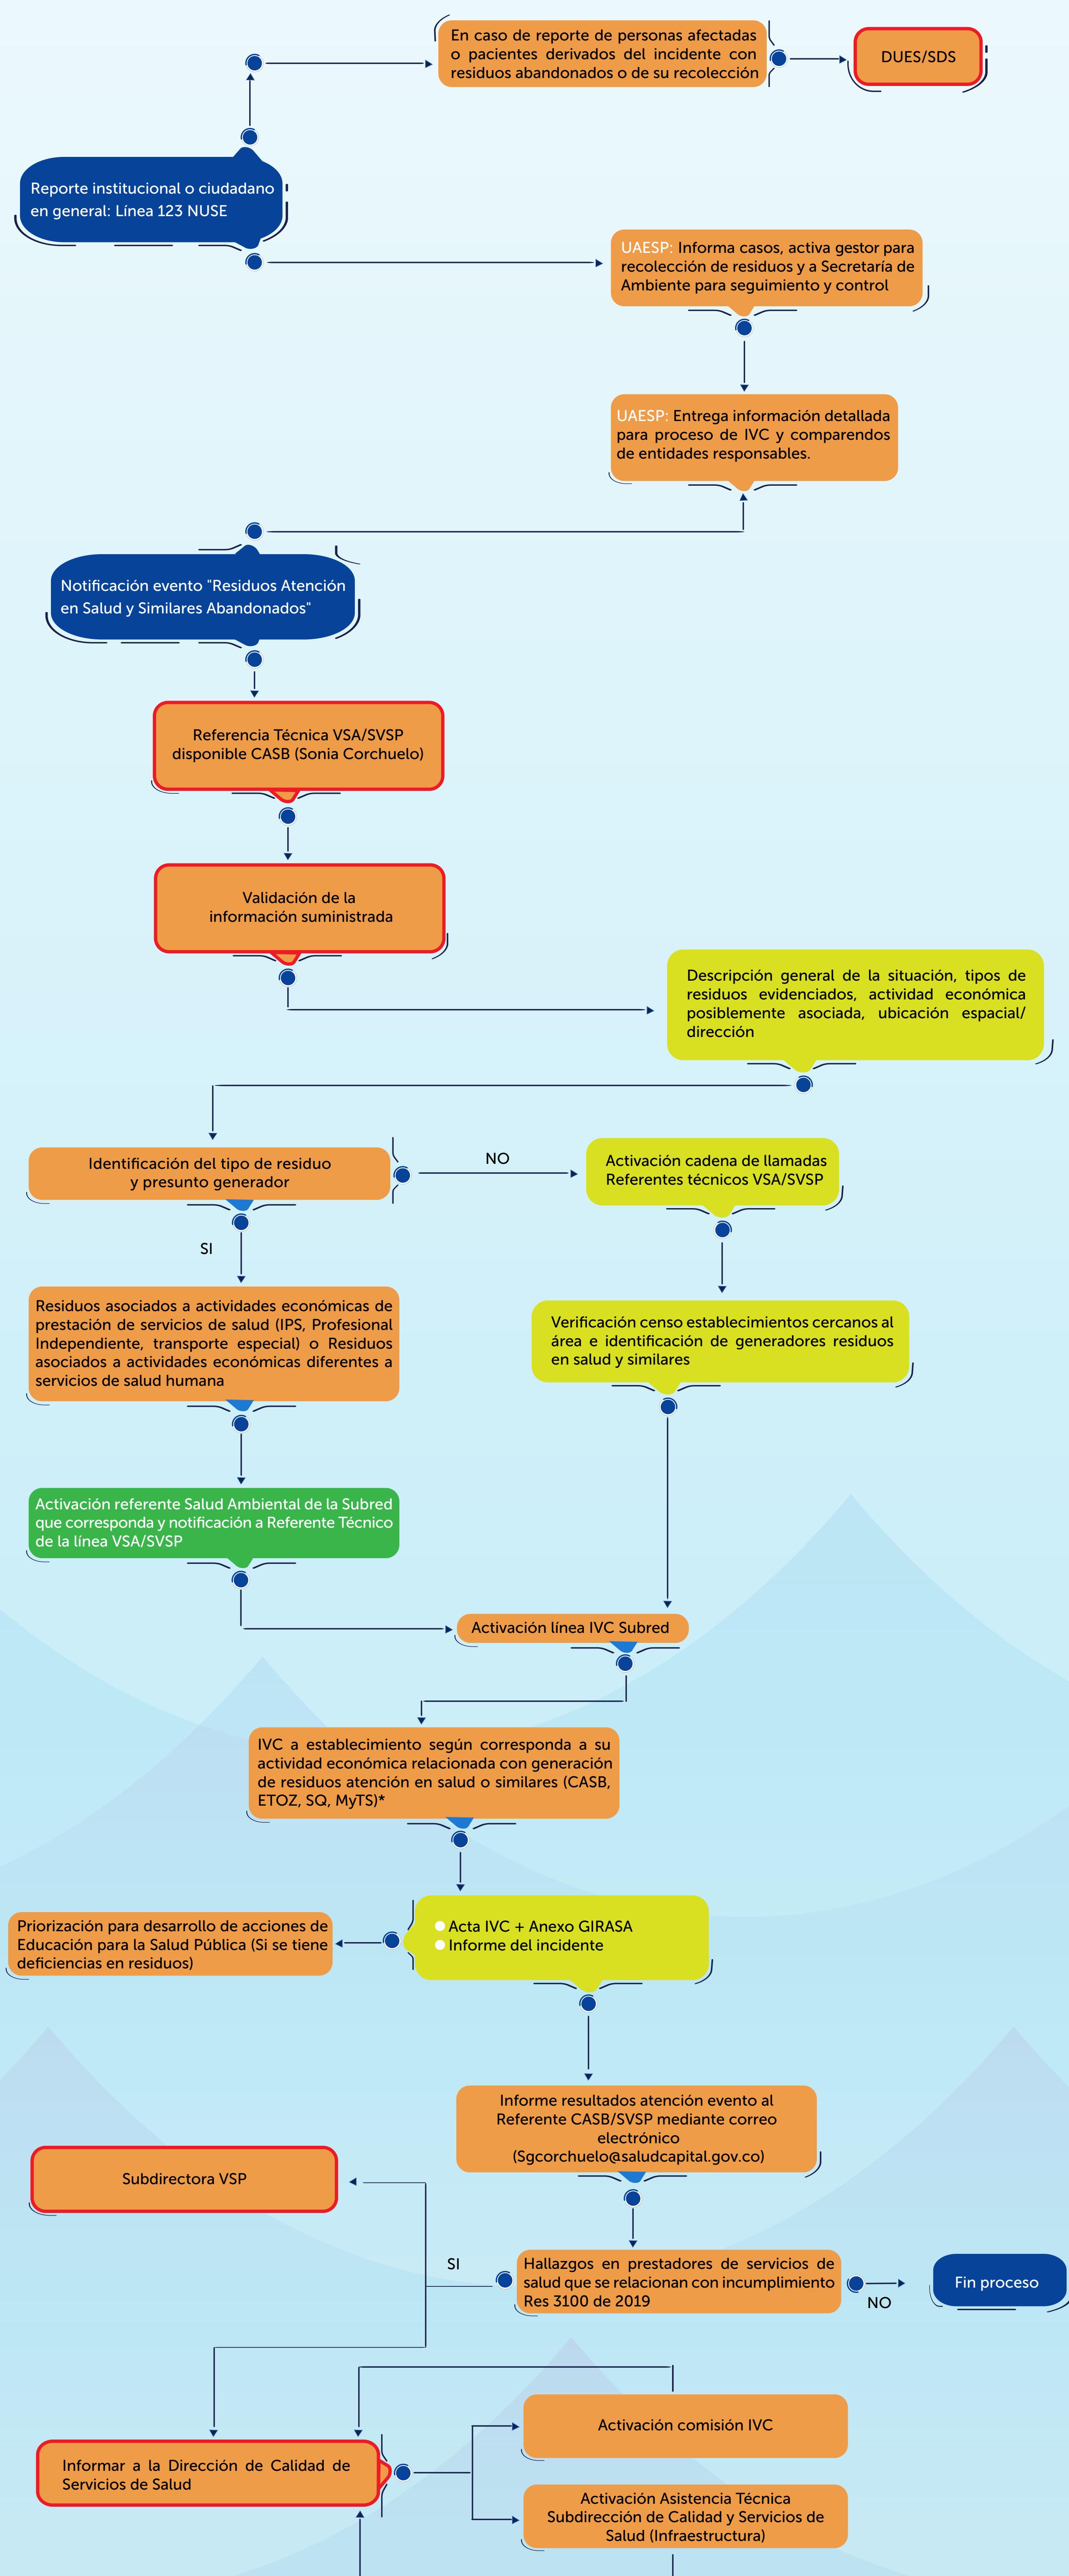 En caso de reporte de personas afectadas
o pacientes derivados del incidente con
residuos abandonados o de su recolección
DUES/SDS
Reporte institucional o ciudadano
en general: Línea 123 NUSE
UAESP: Informa casos, activa gestor para
recolección de residuos y a Secretaría de
Ambiente para seguimiento y control
UAESP: Entrega información detallada
para proceso de IVC y comparendos
de entidades responsables.
Notificación evento "Residuos Atención
en Salud y Similares Abandonados"
Referencia Técnica VSA/SVSP
disponible CASB (Sonia Corchuelo)
Validación de la
información suministrada
Descripción general de la situación, tipos de
residuos evidenciados, actividad económica
posiblemente asociada, ubicación espacial/
dirección
Identificación del tipo de residuo
y presunto generador
NO
Activación cadena de llamadas
Referentes técnicos VSA/SVSP
SI
Residuos asociados a actividades económicas de
prestación de servicios de salud (IPS, Profesional
Independiente, transporte especial) o Residuos
asociados a actividades económicas diferentes a
servicios de salud humana
Verificación censo establecimientos cercanos al
área e identificación de generadores residuos
en salud y similares
Activación referente Salud Ambiental de la Subred
que corresponda y notificación a Referente Técnico
de la línea VSA/SVSP
Activación línea IVC Subred
IVC a establecimiento según corresponda a su
actividad económica relacionada con generación
de residuos atención en salud o similares (CASB,
ETOZ, SQ, MyTS)*
Priorización para desarrollo de acciones de
Educación para la Salud Pública (Si se tiene
deficiencias en residuos)
Acta IVC + Anexo GIRASA
Informe del incidente
Informe resultados atención evento al
Referente CASB/SVSP mediante correo
electrónico
(Sgcorchuelo@saludcapital.gov.co)
Subdirectora VSP
SI
Hallazgos en prestadores de servicios de
salud que se relacionan con incumplimiento
Res 3100 de 2019
NO
Fin proceso
Activación comisión IVC
Informar a la Dirección de Calidad de
Servicios de Salud
Activación Asistencia Técnica
Subdirección de Calidad y Servicios de
Salud (Infraestructura)